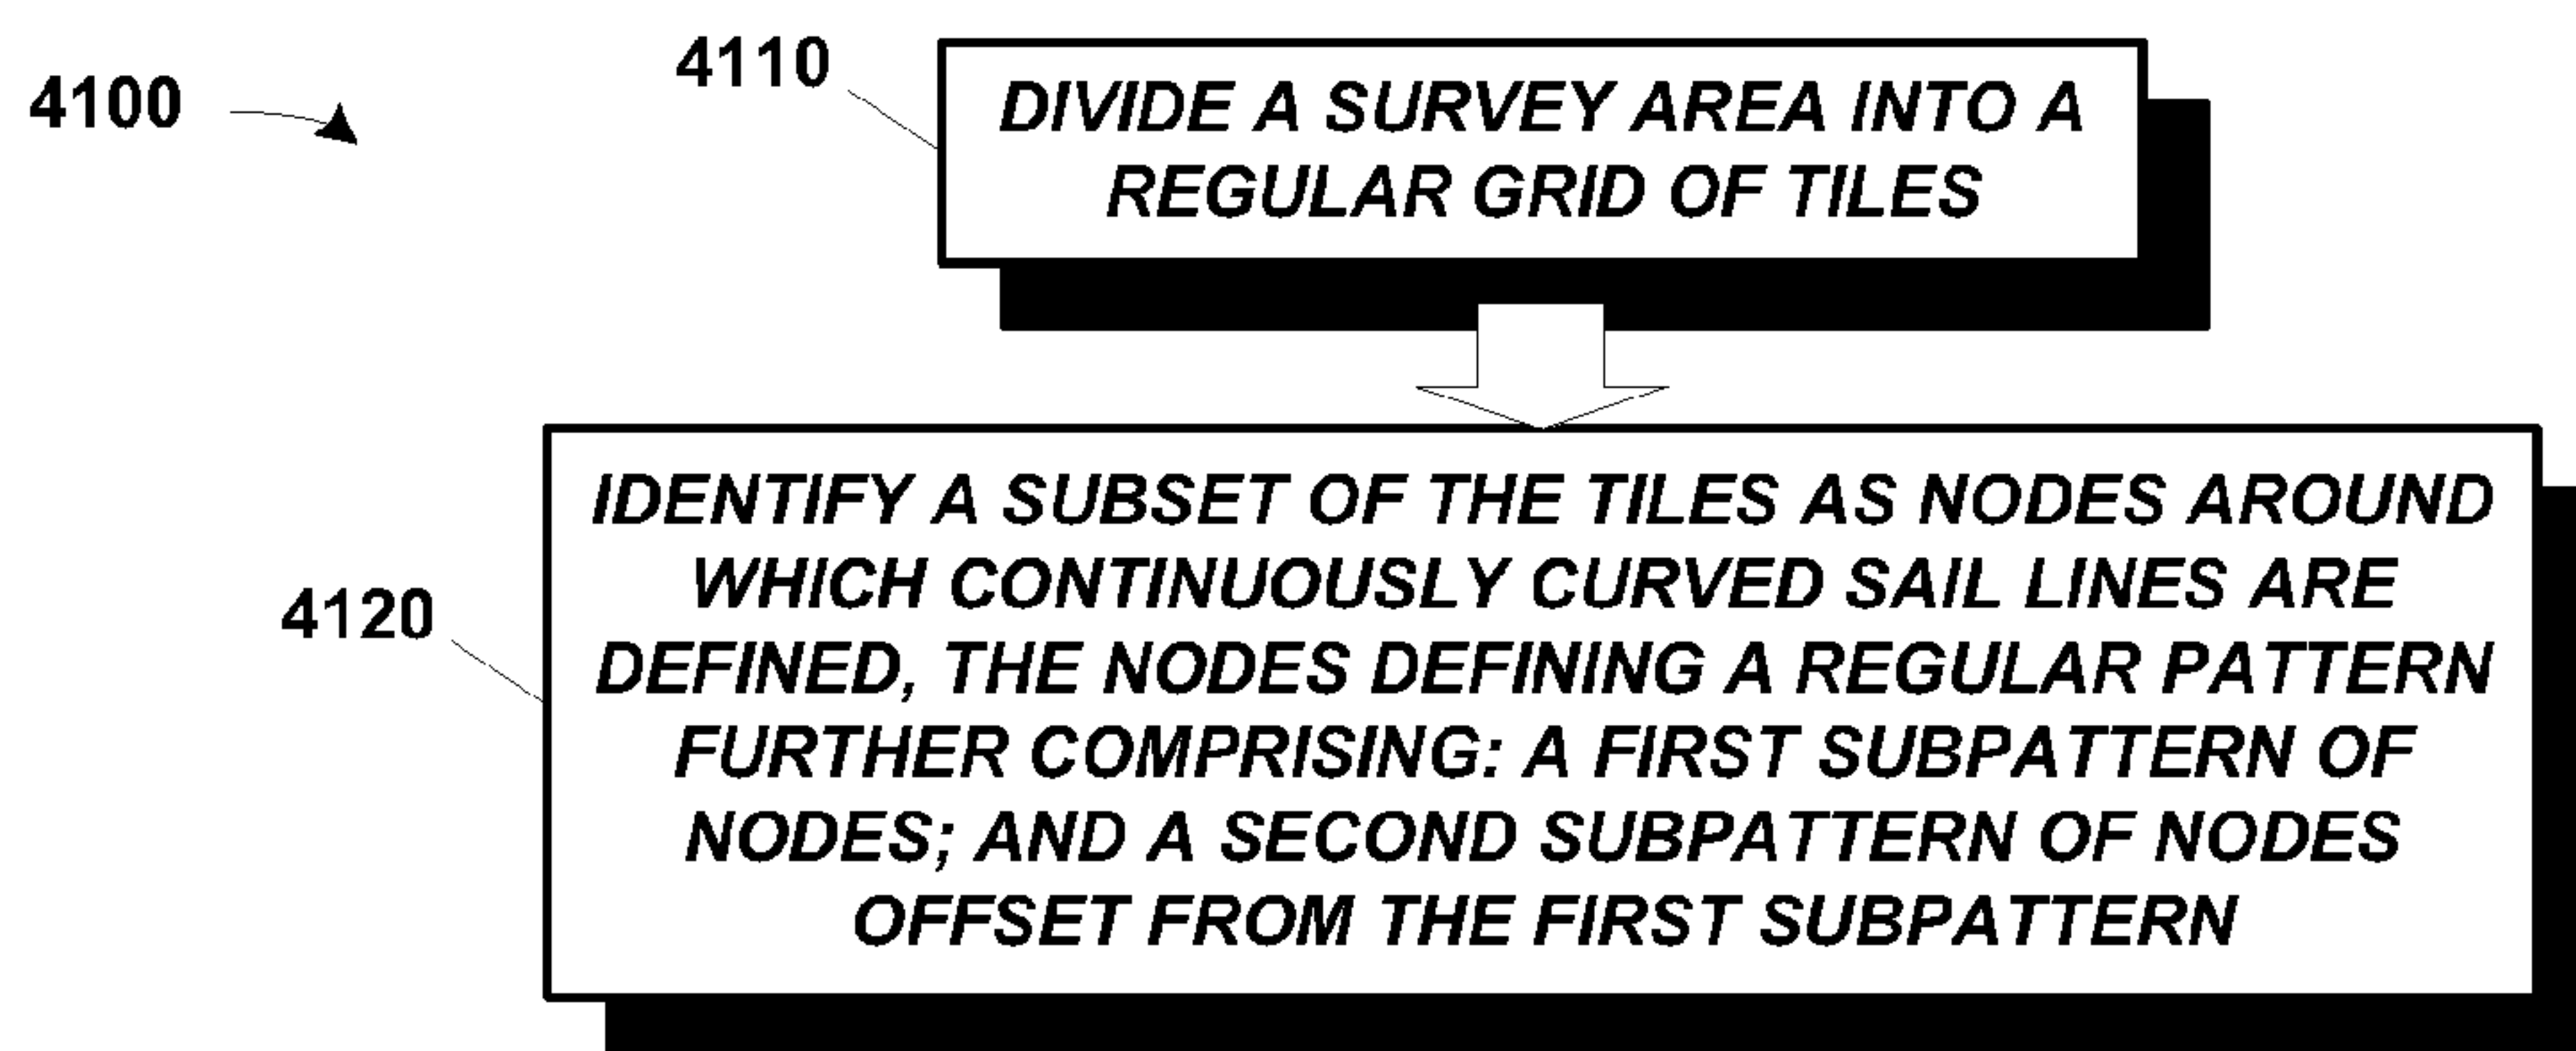 4100
4110
DIVIDE A SURVEY AREA INTO A
REGULAR GRID OF TILES
4120
IDENTIFY A SUBSET OF THE TILES AS NODES AROUND
WHICH CONTINUOUSLY CURVED SAIL LINES ARE
DEFINED, THE NODES DEFINING A REGULAR PATTERN
FURTHER COMPRISING: A FIRST SUBPATTERN OF
NODES; AND A SECOND SUBPATTERN OF NODES
OFFSET FROM THE FIRST SUBPATTERN